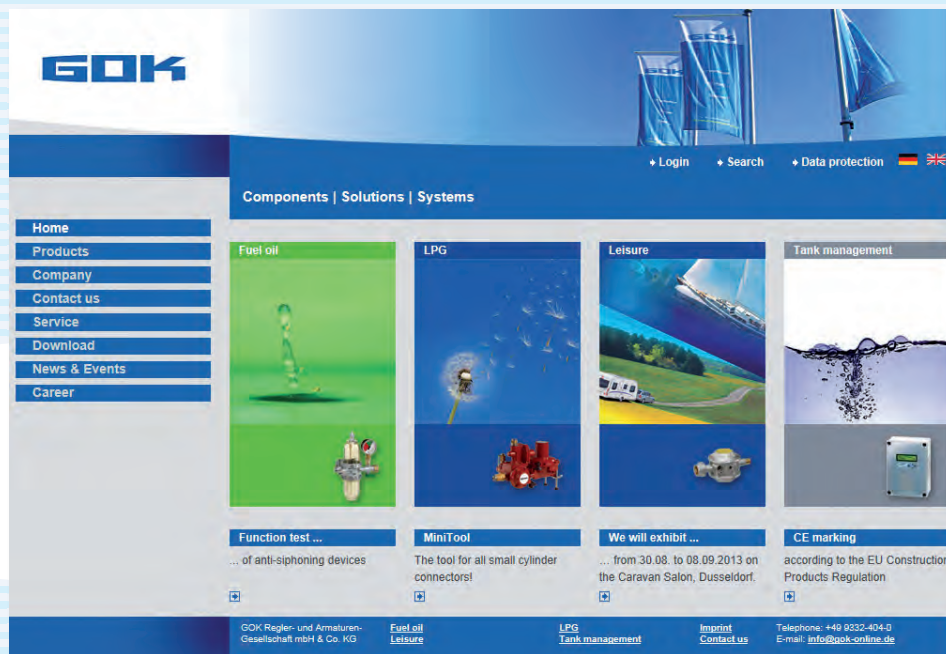 GOK
Login
Search
Data protection
Components | Solutions | Systems
Home
Products
Company
Contact us
Service
Download
News & Events
Career
Fuel oil
LPG
Leisure
Tank management
Function test ...
... of anti-siphoning devices
MiniTool
The tool for all small cylinder
connectors!
We will exhibit ...
... from 30.08. to 08.09.2013 on
the Caravan Salon, Dusseldorf.
CE marking
according to the EU Construction
Products Regulation
GOK Regler- und Armaturen-
Gesellschaft mbH & Co. KG
Fuel oil
Leisure
LPG
Tank management
Imprint
Contact us
Telephone: +49 9332-404-0
E-mail: info@gok-online.de